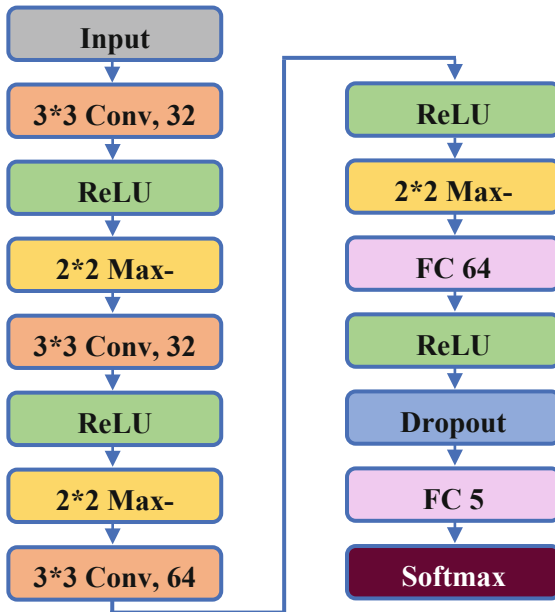 Input
3*3 Conv, 32
ReLU
2*2 Max-
3*3 Conv, 32
ReLU
2*2 Max-
3*3 Conv, 64
ReLU
2*2 Max-
FC 64
ReLU
Dropout
FC 5
Softmax